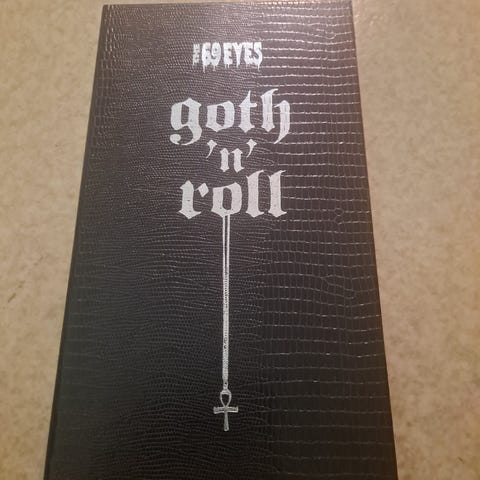 THE 69 EYES
goth
'n'
roll